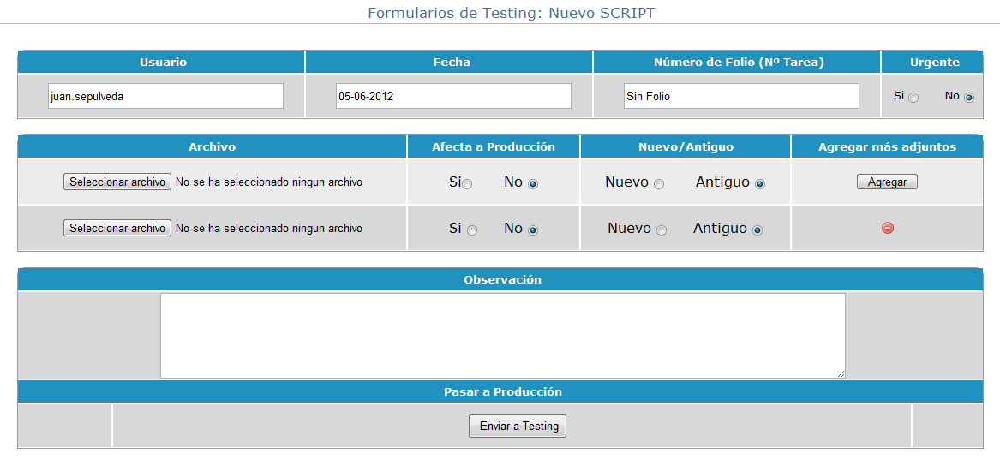 Formularios de Testing: Nuevo SCRIPT
Usuario Fecha Número de Folio (Nº Tarea) Urgente
juan.sepulveda 05-06-2012 Sin Folio Si No
Archivo Afecta a Producción Nuevo/Antiguo Agregar más adjuntos
Seleccionar archivo No se ha seleccionado ningun archivo Si No Nuevo Antiguo Agregar
Seleccionar archivo No se ha seleccionado ningun archivo Si No Nuevo Antiguo
Observación
Pasar a Producción
Enviar a Testing